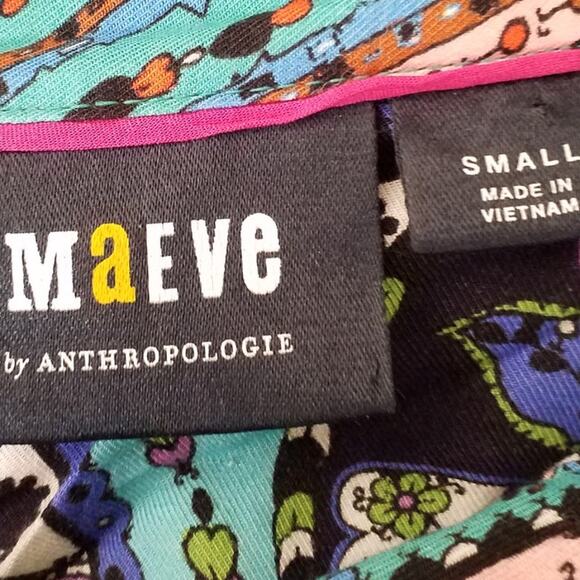 MaEVe
by ANTHROPOLOGIE
SMALL
MADE IN
VIETNAM